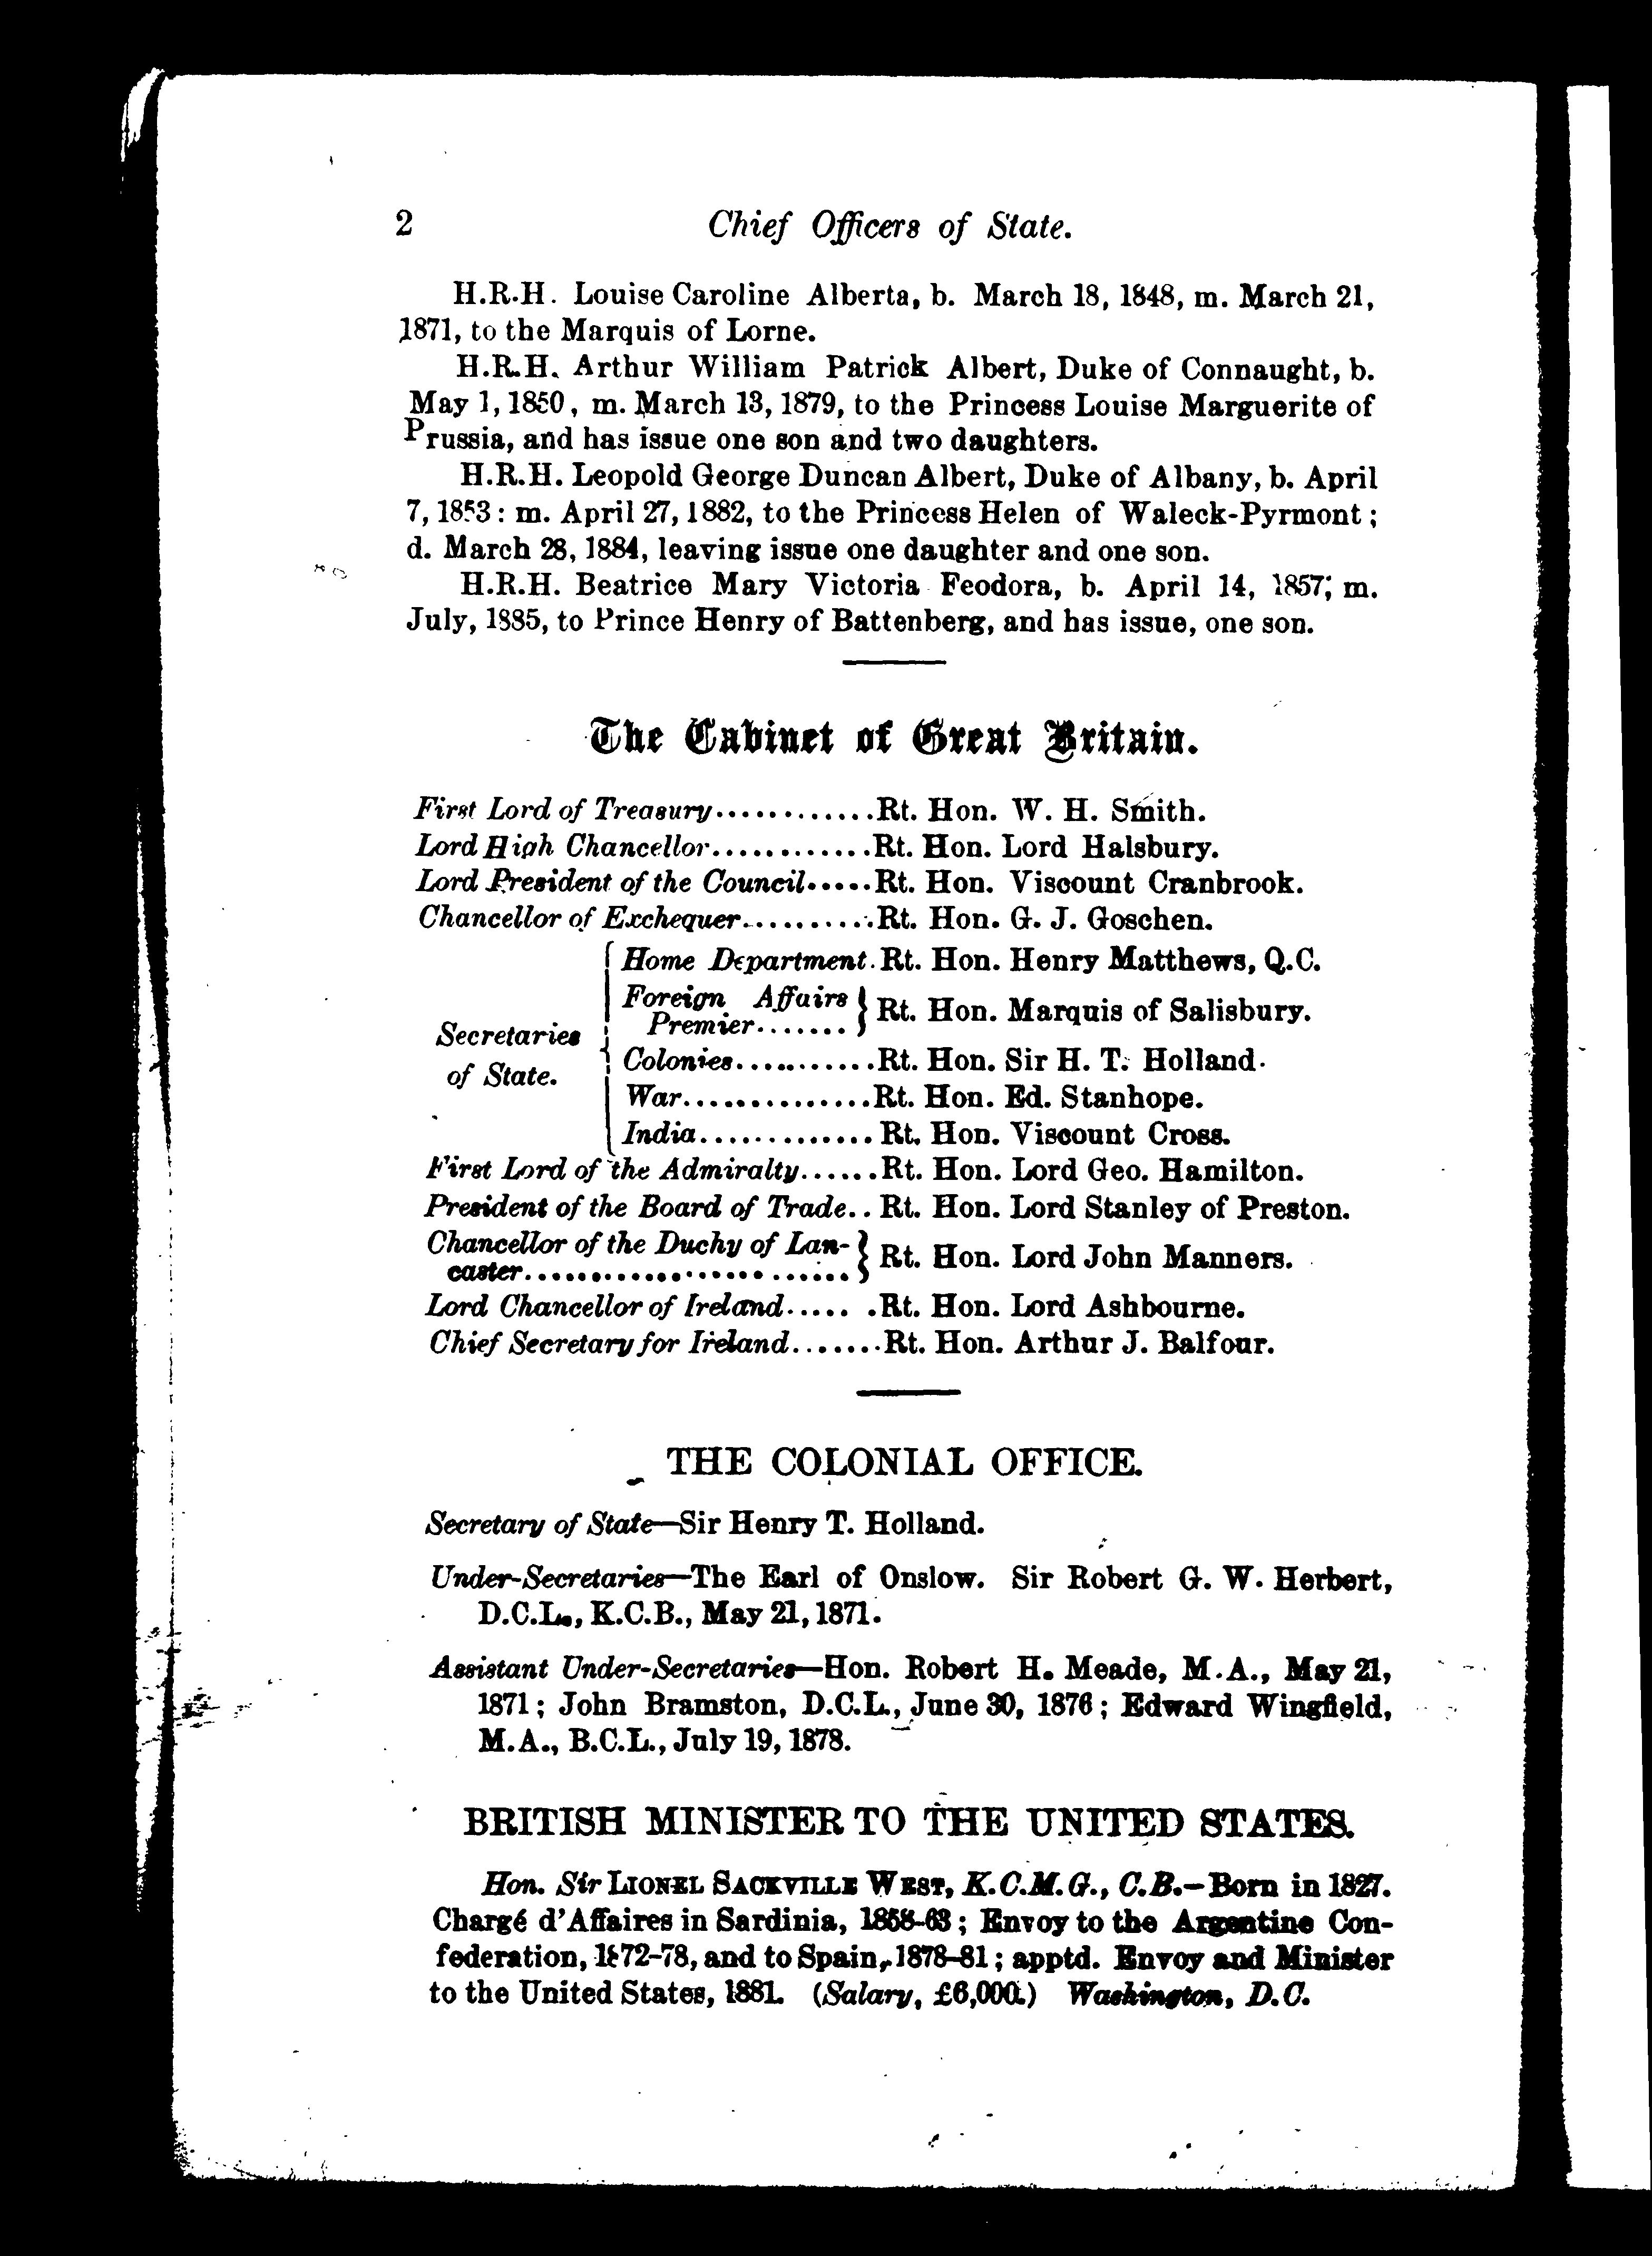 2 Chief Officers of State.
H.R.H. Louise Caroline Alberta, b. March 18, 1848, m. March 21,
1871, to the Marquis of Lorne.
H.R.H. Arthur William Patrick Albert, Duke of Connaught, b.
May 1, 1850, m. March 13, 1879, to the Princess Louise Marguerite of
Prussia, and has issue one son and two daughters.
H.R.H. Leopold George Duncan Albert, Duke of Albany, b. April
7, 1853: m. April 27, 1882, to the Princess Helen of Waleck-Pyrmont;
d. March 28, 1884, leaving issue one daughter and one son.
H.R.H. Beatrice Mary Victoria Feodora, b. April 14, 1857; m.
July, 1885, to Prince Henry of Battenberg, and has issue, one son.
The Cabinet of Great Britain.
First Lord of Treasury.............Rt. Hon. W. H. Smith.
Lord High Chancellor............Rt. Hon. Lord Halsbury.
Lord President of the Council.....Rt. Hon. Viscount Cranbrook.
Chancellor of Exchequer..........Rt. Hon. G. J. Goschen.
Secretaries of State.
Home Department.Rt. Hon. Henry Matthews, Q.C.
Foreign Affairs
Premier....... Rt. Hon. Marquis of Salisbury.
Colonies...........Rt. Hon. Sir H. T. Holland.
War..............Rt. Hon. Ed. Stanhope.
India.............Rt. Hon. Viscount Cross.
First Lord of the Admiralty......Rt. Hon. Lord Geo. Hamilton.
President of the Board of Trade..Rt. Hon. Lord Stanley of Preston.
Chancellor of the Duchy of Lan-
caster........................ Rt. Hon. Lord John Manners.
Lord Chancellor of Ireland......Rt. Hon. Lord Ashbourne.
Chief Secretary for Ireland.......Rt. Hon. Arthur J. Balfour.
THE COLONIAL OFFICE.
Secretary of State—Sir Henry T. Holland.
Under-Secretaries—The Earl of Onslow. Sir Robert G. W. Herbert,
D.C.L., K.C.B., May 21, 1871.
Assistant Under-Secretaries—Hon. Robert H. Meade, M.A., May 21,
1871; John Bramston, D.C.L., June 30, 1876; Edward Wingfield,
M.A., B.C.L., July 19, 1878.
BRITISH MINISTER TO THE UNITED STATES.
Hon. Sir LIONEL SACKVILLE WEST, K.C.M.G., C.B.—Born in 1827.
Chargé d'Affaires in Sardinia, 1858-63; Envoy to the Argentine Con-
federation, 1872-78, and to Spain, 1878-81; apptd. Envoy and Minister
to the United States, 1881. (Salary, £6,000.) Washington, D.C.